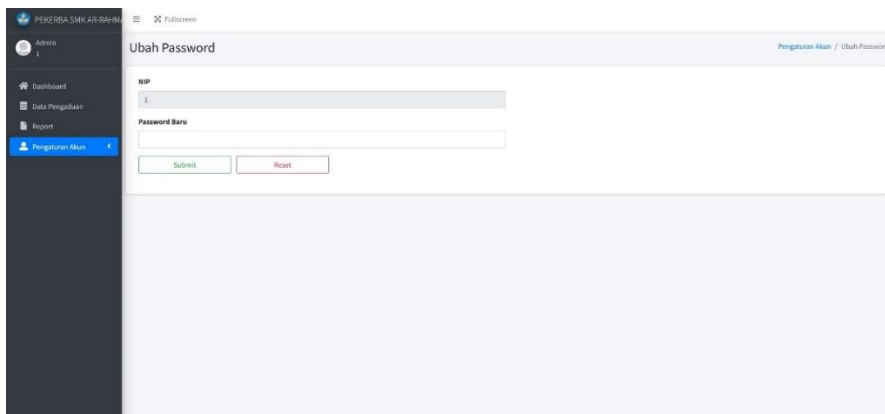 PEKERBA SMK AR-RAHM
Fullscreen
Admin
1
Ubah Password
Pengaturan Akun / Ubah Passwor
Dashboard
Data Pengaduan
Report
Pengaturan Akun
NIP
1
Password Baru
Submit
Reset